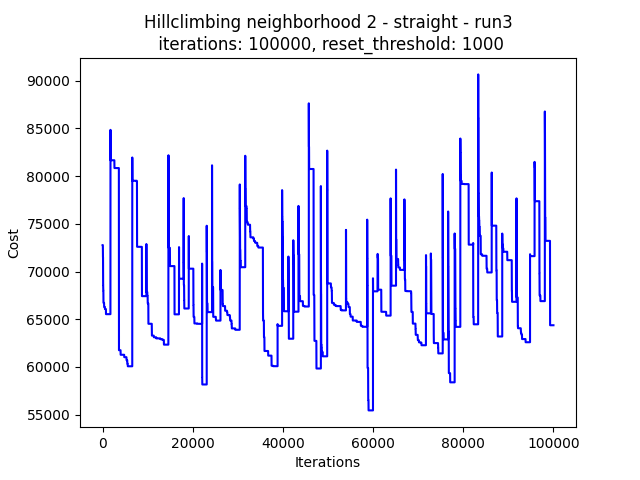 Hillclimbing neighborhood 2 - straight - run3
iterations: 100000, reset_threshold: 1000
90000
85000
80000
75000
70000
65000
60000
55000
Cost
0 20000 40000 60000 80000 100000
Iterations